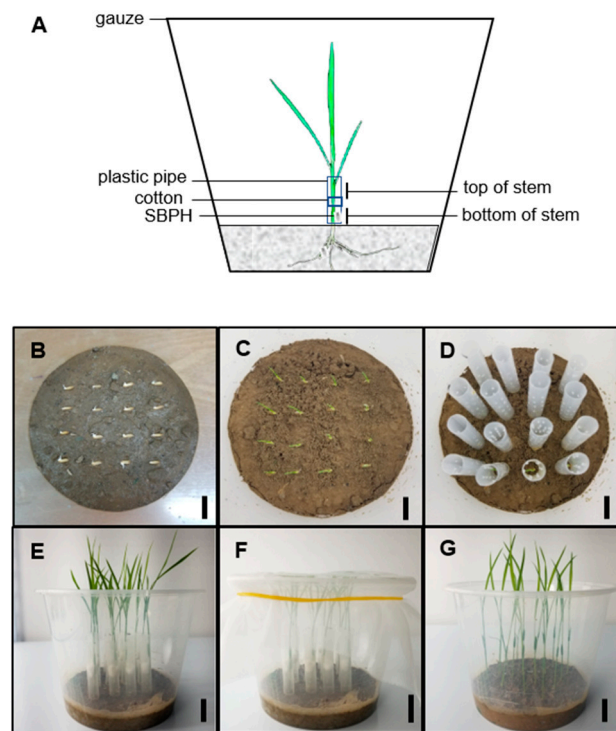 A
gauze
plastic pipe
cotton
SBPH
top of stem
bottom of stem
B
C
D
E
F
G